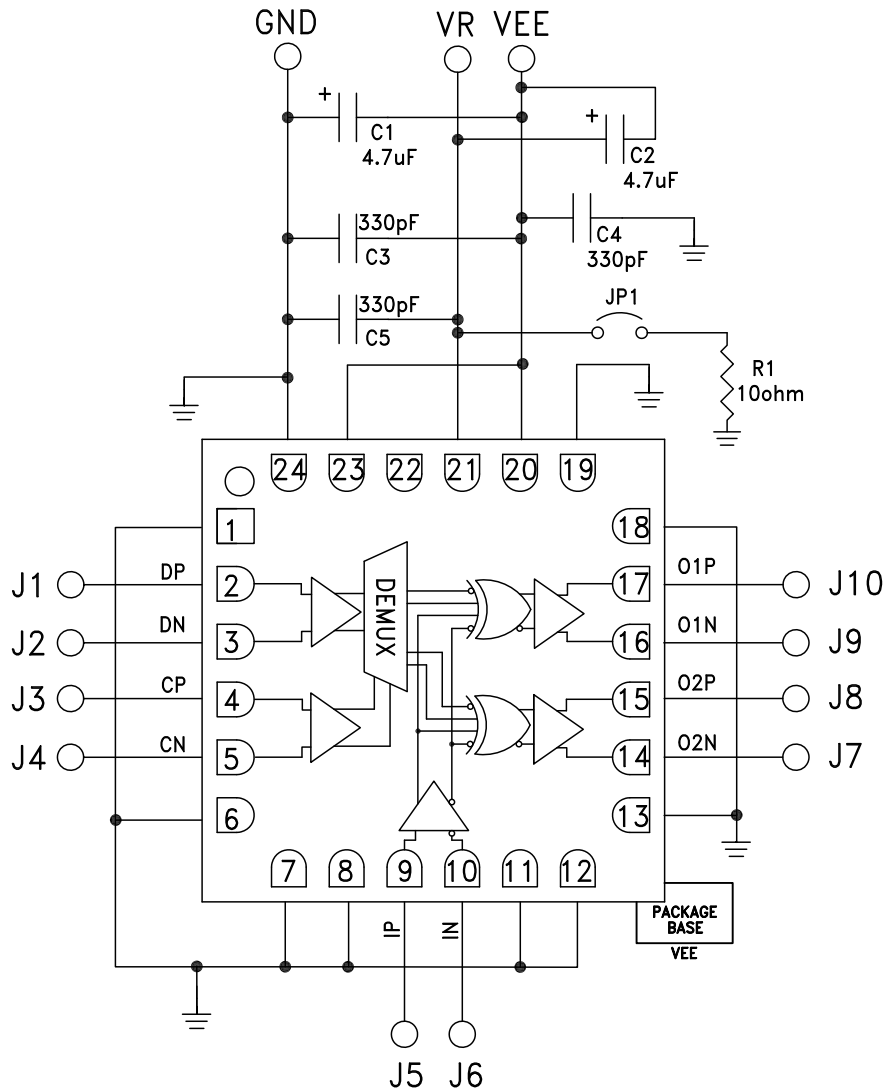 GND VR VEE
+
C1
4.7uF
+
C2
4.7uF
330pF
C3
C4
330pF
330pF
C5
JP1
R1
10ohm
24 23 22 21 20 19
1 18
J1 DP 2 DEMUX 17 O1P J10
J2 DN 3 16 O1N J9
J3 CP 4 15 O2P J8
J4 CN 5 14 O2N J7
6 13
7 8 9 10 11 12
IP IN
PACKAGE
BASE
VEE
J5 J6